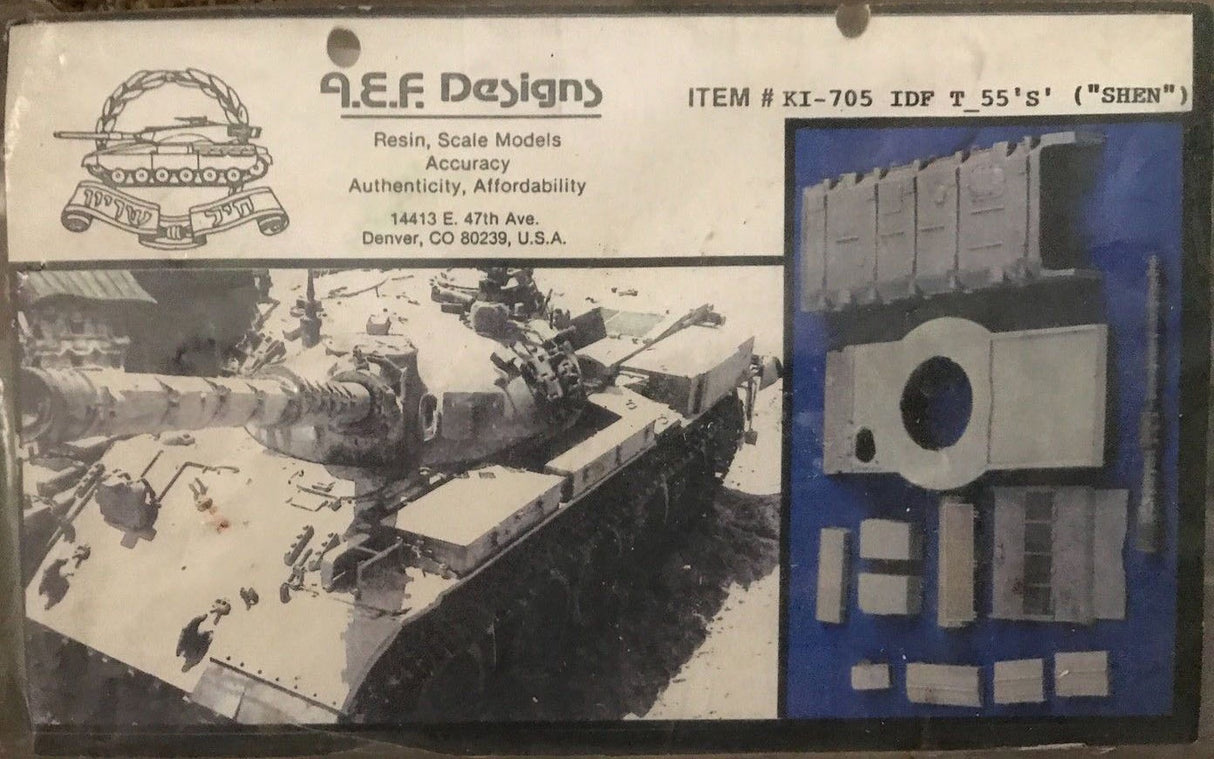 חיל שריון
A.E.F. Designs
Resin, Scale Models
Accuracy
Authenticity, Affordability
14413 E. 47th Ave.
Denver, CO 80239, U.S.A.
ITEM # KI-705 IDF T_55'S' ("SHEN")